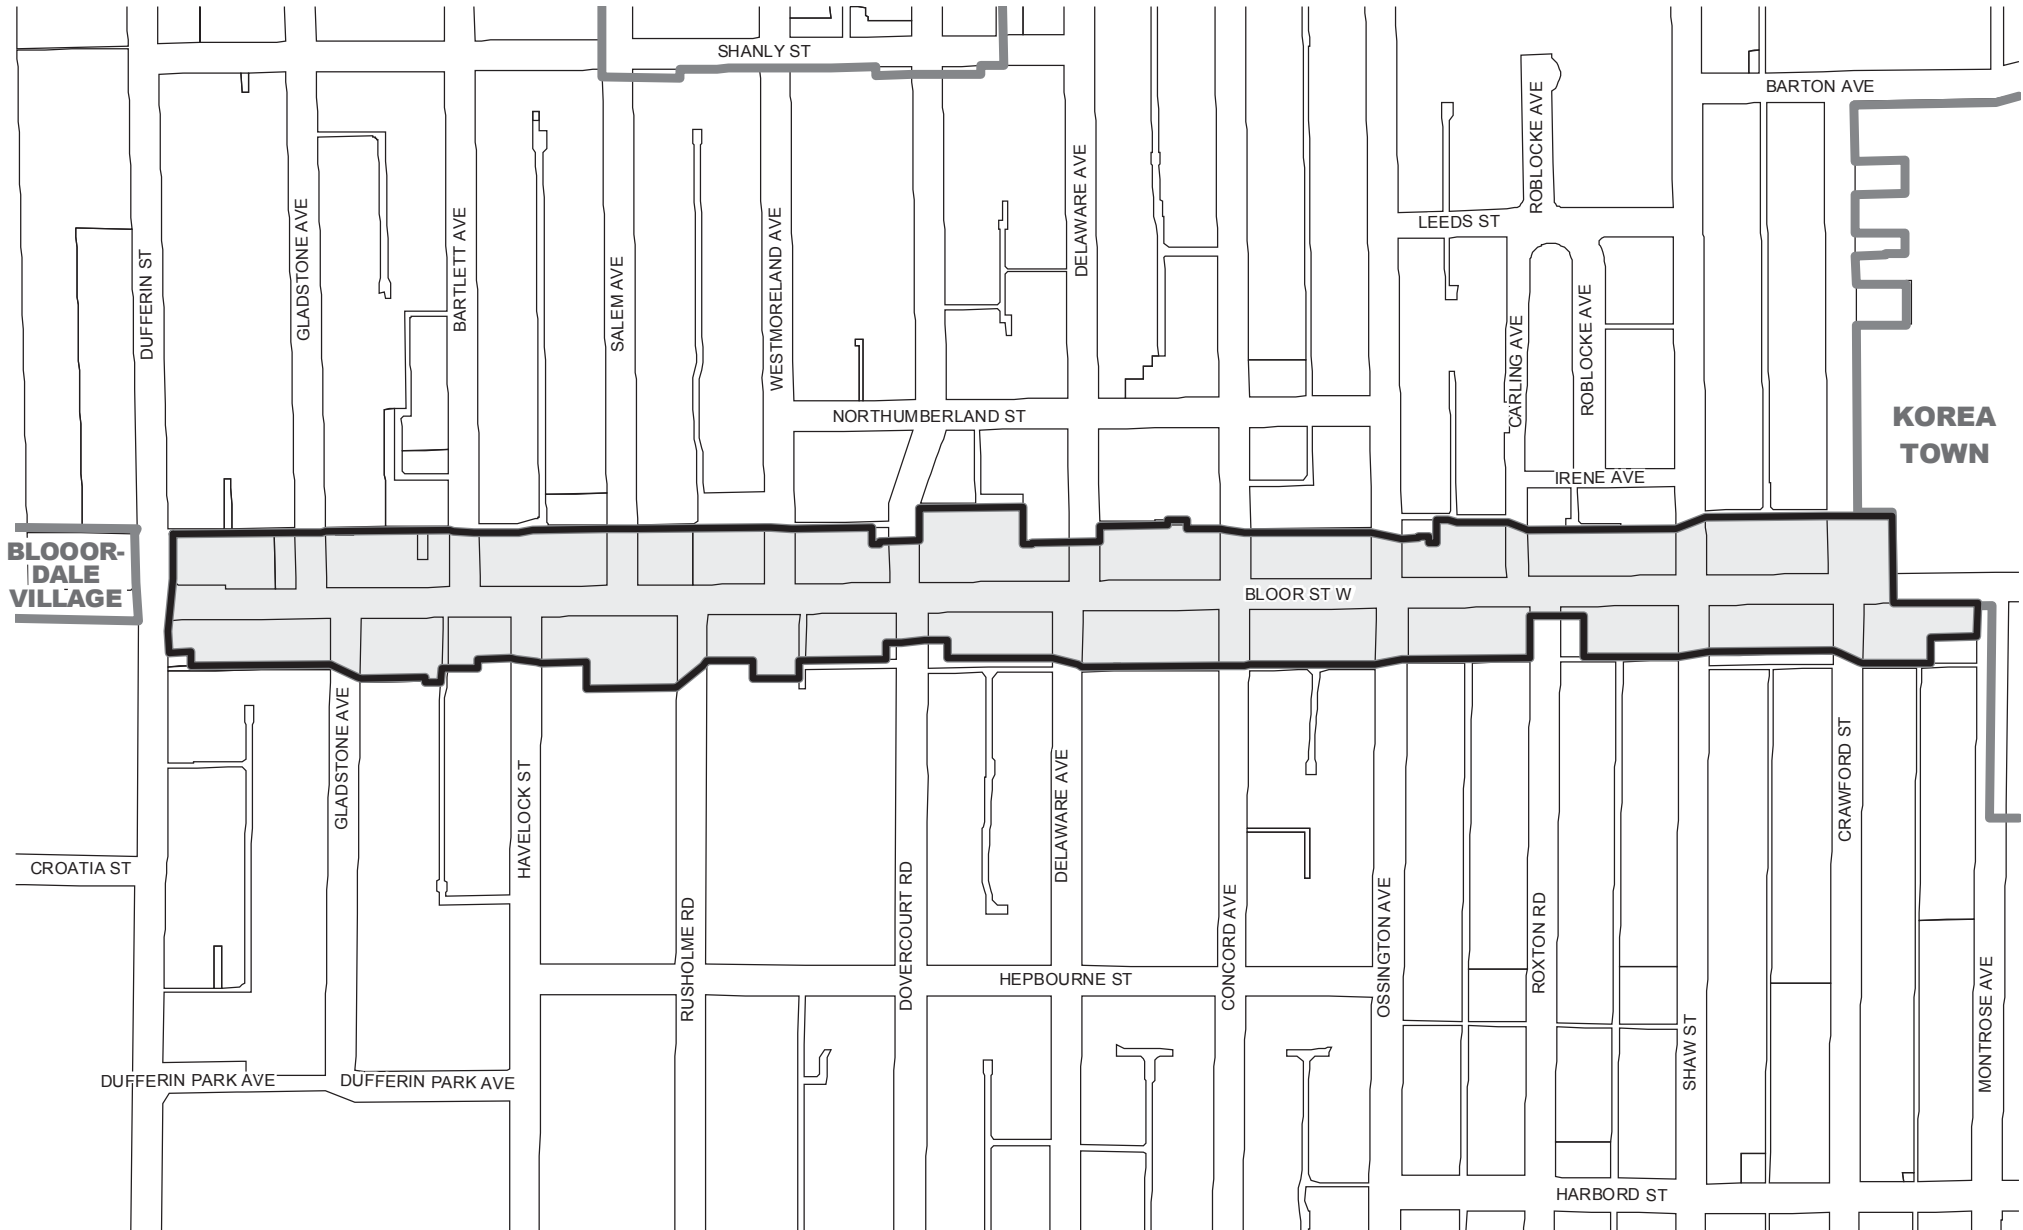 SHANLY ST
BARTON AVE
ROBLOCKE AVE
DELAWARE AVE
LEEDS ST
GLADSTONE AVE
BARTLETT AVE
WESTMORELAND AVE
DUFFERIN ST
SALEM AVE
CARLING AVE
ROBLOCKE AVE
NORTHUMBERLAND ST
KOREA
TOWN
IRENE AVE
BLOOOR-
DALE
VILLAGE
BLOOR ST W
GLADSTONE AVE
HAVELOCK ST
DELAWARE AVE
CRAWFORD ST
CROATIA ST
RUSHOLME RD
DOVERCOURT RD
CONCORD AVE
OSSINGTON AVE
ROXTON RD
HEPBOURNE ST
SHAW ST
MONTROSE AVE
DUFFERIN PARK AVE
DUFFERIN PARK AVE
HARBORD ST